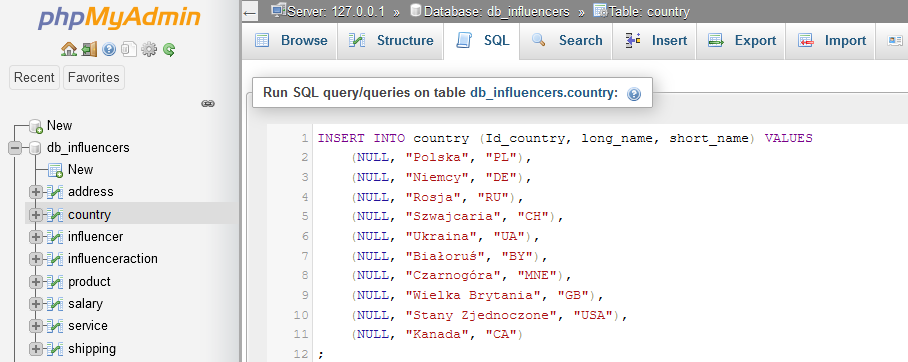 phpMyAdmin
Server: 127.0.0.1 » Database: db_influencers » Table: country
Browse Structure SQL Search Insert Export Import
Recent Favorites
Run SQL query/queries on table db_influencers.country:
New
db_influencers
New
address
country
influencer
influenceraction
product
salary
service
shipping
1 INSERT INTO country (Id_country, long_name, short_name) VALUES
2 (NULL, "Polska", "PL"),
3 (NULL, "Niemcy", "DE"),
4 (NULL, "Rosja", "RU"),
5 (NULL, "Szwajcaria", "CH"),
6 (NULL, "Ukraina", "UA"),
7 (NULL, "Białoruś", "BY"),
8 (NULL, "Czarnogóra", "MNE"),
9 (NULL, "Wielka Brytania", "GB"),
10 (NULL, "Stany Zjednoczone", "USA"),
11 (NULL, "Kanada", "CA")
12 ;